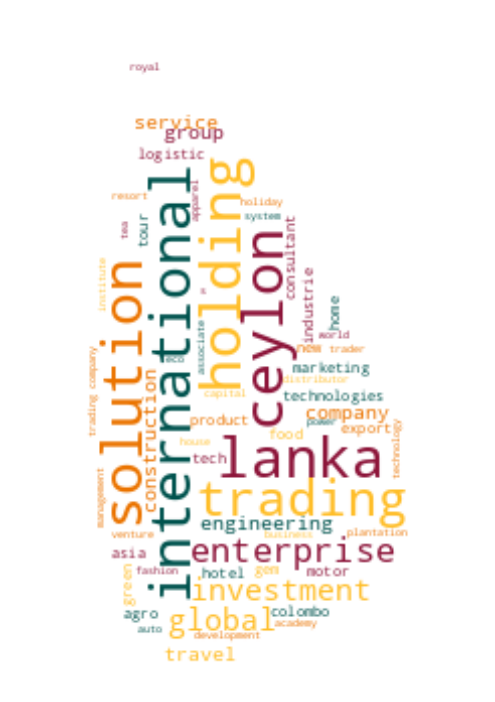 royal
service
group
logistic
international
holding
resort
apparel
holiday
system
tea
tour
ceylon
consultant
institute
solution
industrie
home
world
associate
new
trader
eco
trading company
marketing
construction
capital
distributor
technologies
company
product
power
export
food
house
technology
tech
lanka
management
trading
engineering
venture
business
plantation
asia
enterprise
fashion
hotel
gem
motor
green
investment
agro
global
colombo
auto
academy
development
travel